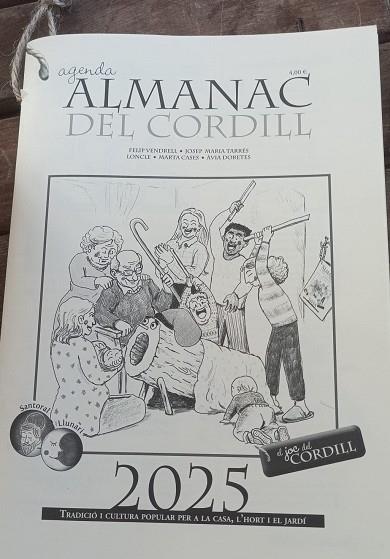 agenda
4,00 €
ALMANAC
DEL CORDILL
FELIP VENDRELL • JOSEP MARIA TARRÉS
LONCLE • MARTA CASES • ÀVIA DORETES
Santoral
i Llunari
el joc del
CORDILL
2025
TRADICIÓ I CULTURA POPULAR PER A LA CASA, L'HORT I EL JARDÍ